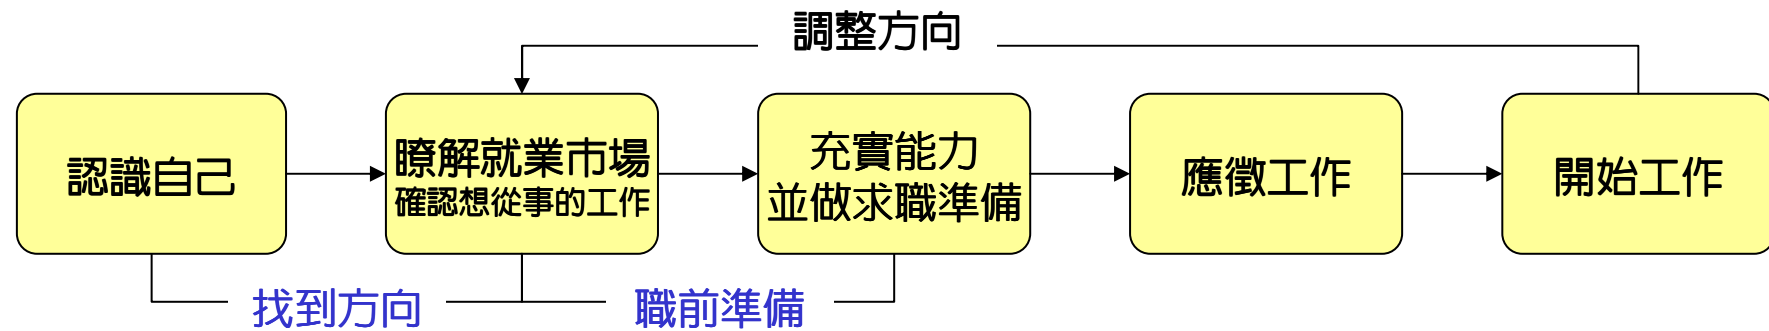 調整方向
認識自己
瞭解就業市場
確認想從事的工作
充實能力
並做求職準備
應徵工作
開始工作
找到方向
職前準備